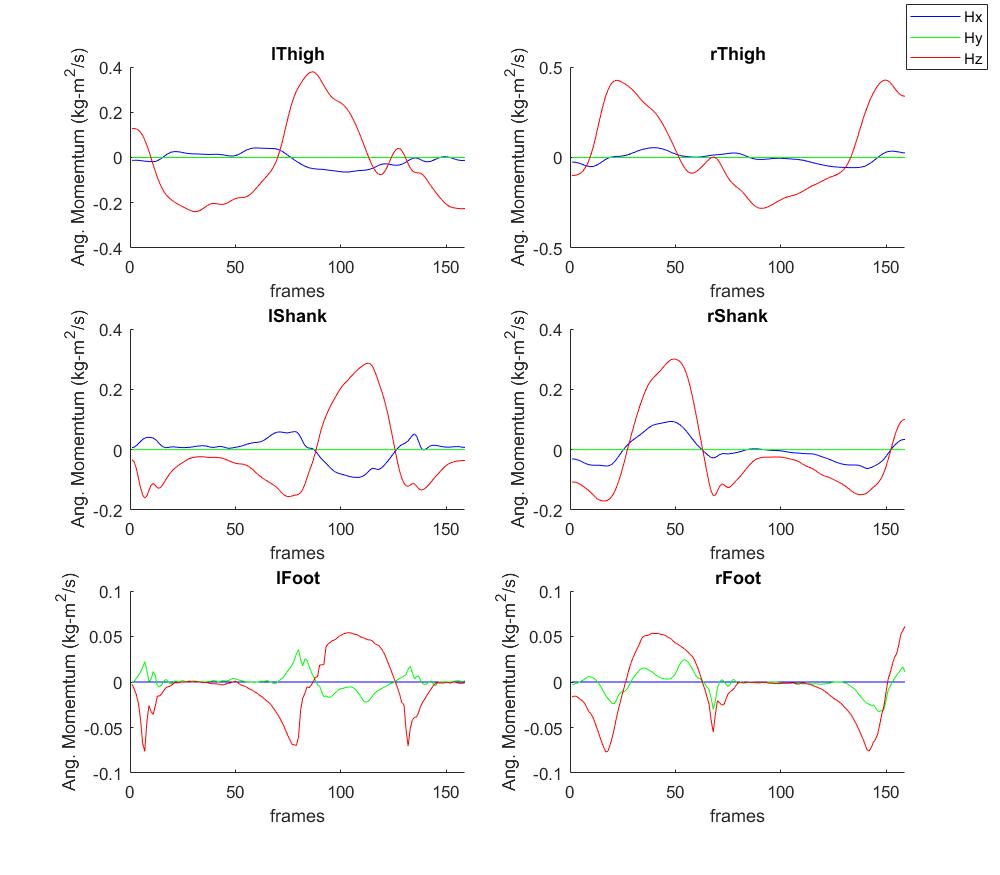 Hx
Hy
Hz
lThigh
Ang. Momemtum (kg-m²/s)
0.4
0.2
0
-0.2
-0.4
0 50 100 150
frames
rThigh
Ang. Momemtum (kg-m²/s)
0.5
0
-0.5
0 50 100 150
frames
lShank
Ang. Momemtum (kg-m²/s)
0.4
0.2
0
-0.2
0 50 100 150
frames
rShank
Ang. Momemtum (kg-m²/s)
0.4
0.2
0
-0.2
0 50 100 150
frames
lFoot
Ang. Momemtum (kg-m²/s)
0.1
0.05
0
-0.05
-0.1
0 50 100 150
frames
rFoot
Ang. Momemtum (kg-m²/s)
0.1
0.05
0
-0.05
-0.1
0 50 100 150
frames